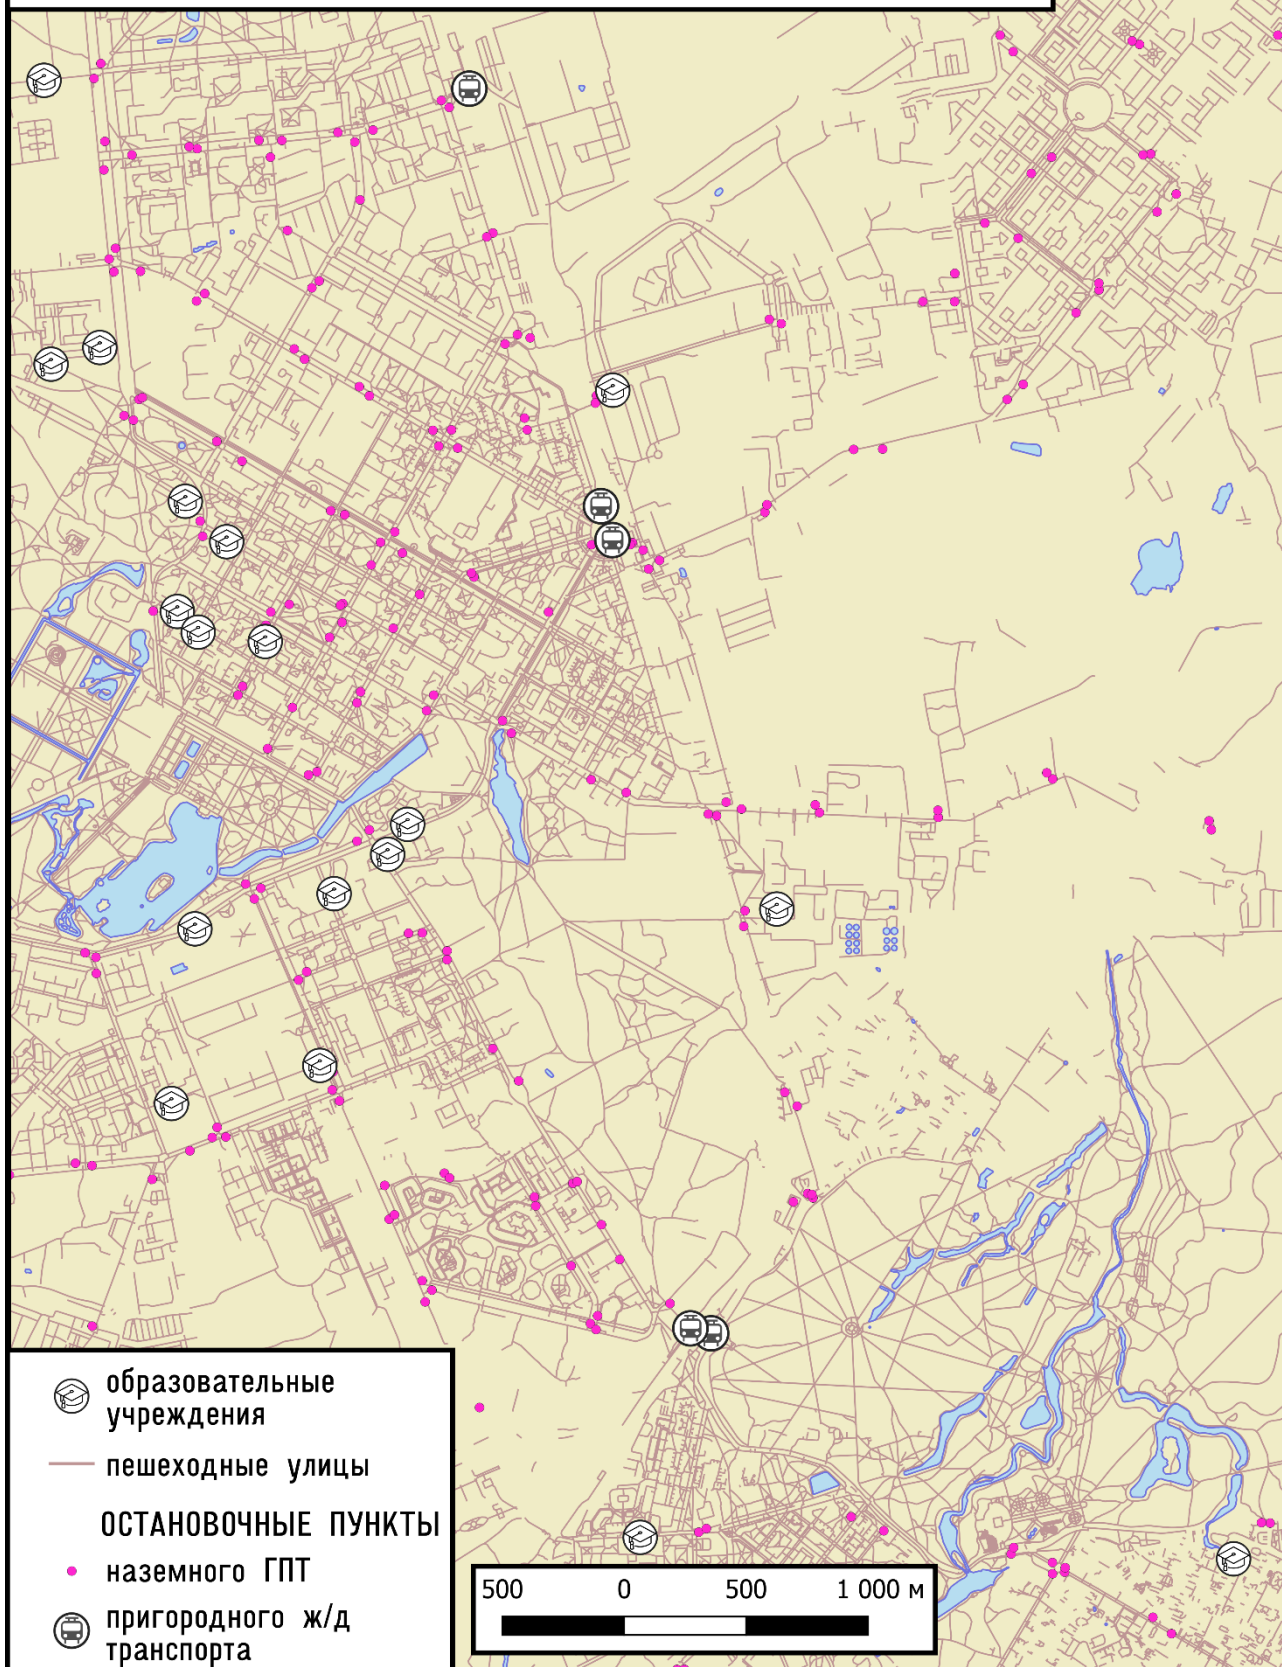 образовательные
учреждения
пешеходные улицы
ОСТАНОВОЧНЫЕ ПУНКТЫ
наземного ГПТ
пригородного ж/д
транспорта
500 0 500 1 000 м